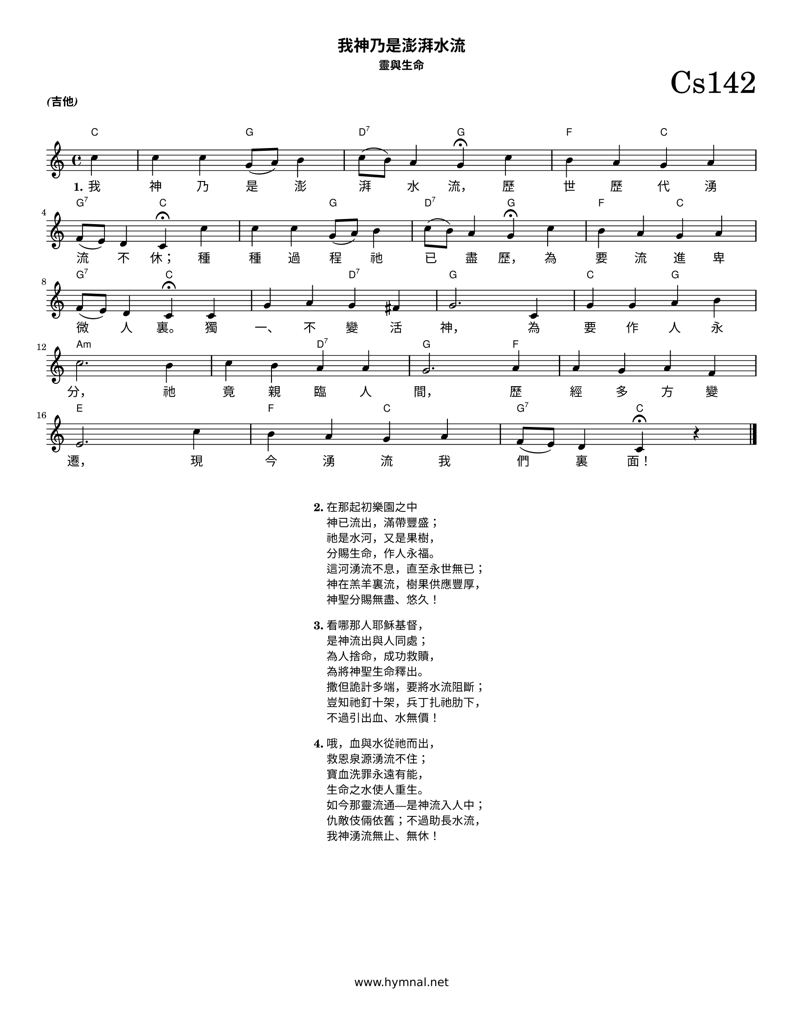 我神乃是澎湃水流
靈與生命
Cs142
(吉他)
C G D7 G F C
1. 我 神 乃 是 澎 湃 水 流， 歷 世 歷 代 湧
4 G7 C G D7 G F C
流 不 休； 種 種 過 程 祂 已 盡 歷， 為 要 流 進 卑
8 G7 C D7 G C G
微 人 裏。 獨 一、 不 變 活 神， 為 要 作 人 永
12 Am D7 G F
分， 祂 竟 親 臨 人 間， 歷 經 多 方 變
16 E F C G7 C
遷， 現 今 湧 流 我 們 裏 面！
2. 在那起初樂園之中
神已流出，滿帶豐盛；
祂是水河，又是果樹，
分賜生命，作人永福。
這河湧流不息，直至永世無已；
神在羔羊裏流，樹果供應豐厚，
神聖分賜無盡、悠久！
3. 看哪那人耶穌基督，
是神流出與人同處；
為人捨命，成功救贖，
為將神聖生命釋出。
撒但詭計多端，要將水流阻斷；
豈知祂釘十架，兵丁扎祂肋下，
不過引出血、水無價！
4. 哦，血與水從祂而出，
救恩泉源湧流不住；
寶血洗罪永遠有能，
生命之水使人重生。
如今那靈流通—是神流入人中；
仇敵伎倆依舊；不過助長水流，
我神湧流無止、無休！
www.hymnal.net